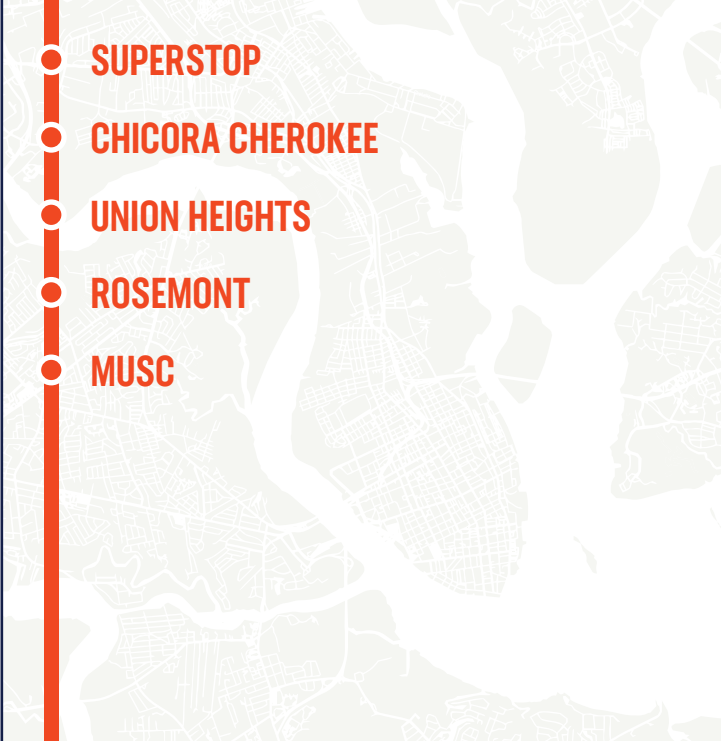 SUPERSTOP
CHICORA CHEROKEE
UNION HEIGHTS
ROSEMONT
MUSC